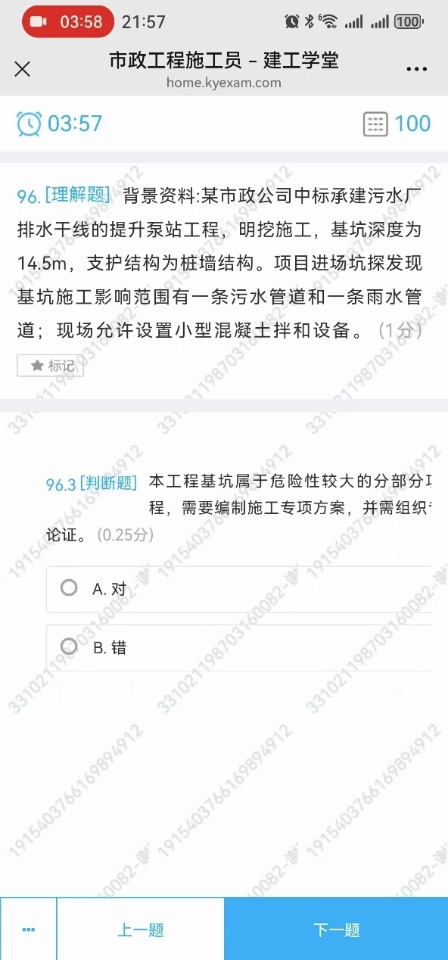 03:58 21:57 100
市政工程施工员 - 建工学堂
home.kyexam.com
03:57 100
96. [理解题] 背景资料:某市政公司中标承建污水厂
排水干线的提升泵站工程，明挖施工，基坑深度为
14.5m，支护结构为桩墙结构。项目进场坑探发现
基坑施工影响范围有一条污水管道和一条雨水管
道；现场允许设置小型混凝土拌和设备。(1分)
标记
96.3 [判断题] 本工程基坑属于危险性较大的分部分
程，需要编制施工专项方案，并需组织
论证。(0.25分)
A. 对
B. 错
上一题 下一题
331021198703160082
1915403766169894912